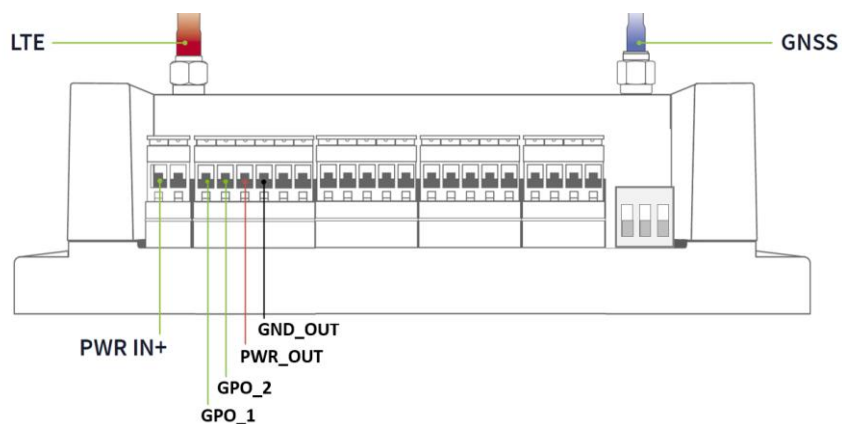 LTE
GNSS
GND_OUT
PWR IN+
PWR_OUT
GPO_2
GPO_1